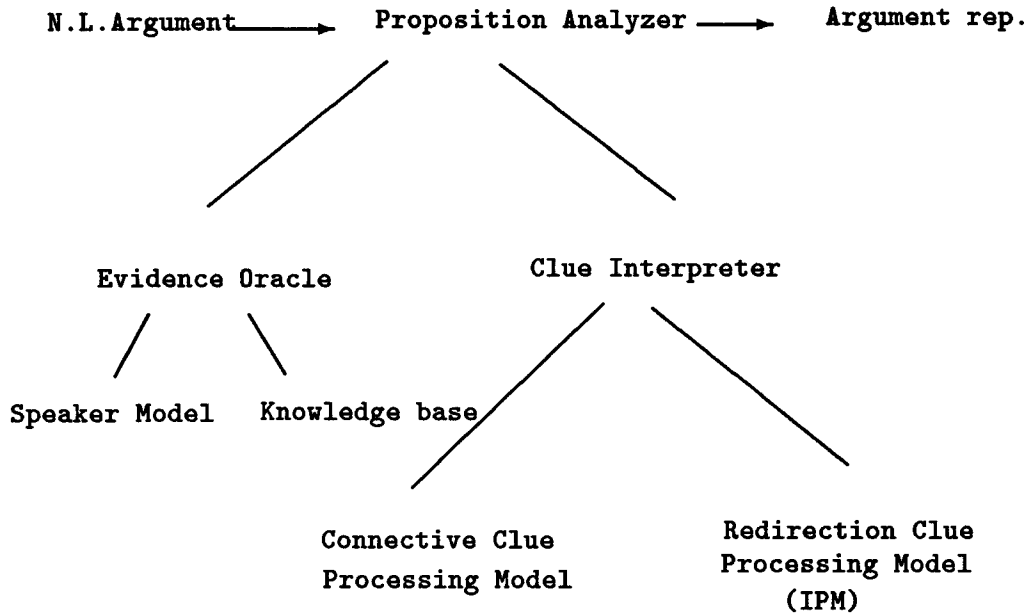 N.L.Argument Proposition Analyzer Argument rep.
Evidence Oracle Clue Interpreter
Speaker Model Knowledge base
Connective Clue
Processing Model
Redirection Clue
Processing Model
(IPM)